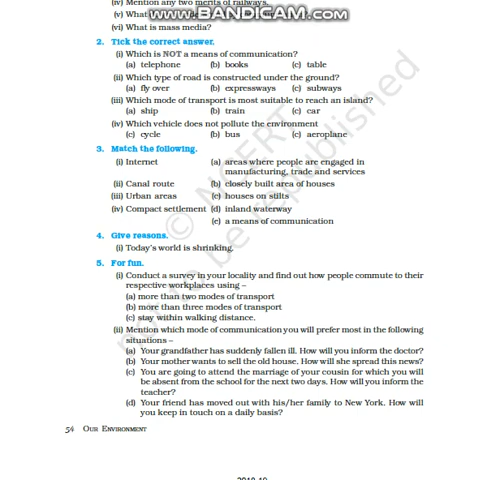 (iv) Mention any two merits of railways.
(v) What
WWW.BANDICAM.COM
(vi) What is mass media?
2. Tick the correct answer.
(i) Which is NOT a means of communication?
(a) telephone (b) books (c) table
(ii) Which type of road is constructed under the ground?
(a) fly over (b) expressways (c) subways
(iii) Which mode of transport is most suitable to reach an island?
(a) ship (b) train (c) car
(iv) Which vehicle does not pollute the environment
(c) cycle (b) bus (c) aeroplane
3. Match the following.
(i) Internet (a) areas where people are engaged in
manufacturing, trade and services
(ii) Canal route (b) closely built area of houses
(iii) Urban areas (c) houses on stilts
(iv) Compact settlement (d) inland waterway
(e) a means of communication
4. Give reasons.
(i) Today's world is shrinking.
5. For fun.
(i) Conduct a survey in your locality and find out how people commute to their
respective workplaces using –
(a) more than two modes of transport
(b) more than three modes of transport
(c) stay within walking distance.
(ii) Mention which mode of communication you will prefer most in the following
situations –
(a) Your grandfather has suddenly fallen ill. How will you inform the doctor?
(b) Your mother wants to sell the old house. How will she spread this news?
(c) You are going to attend the marriage of your cousin for which you will
be absent from the school for the next two days. How will you inform the
teacher?
(d) Your friend has moved out with his/her family to New York. How will
you keep in touch on a daily basis?
54 OUR ENVIRONMENT
© NCERT
not to be republished